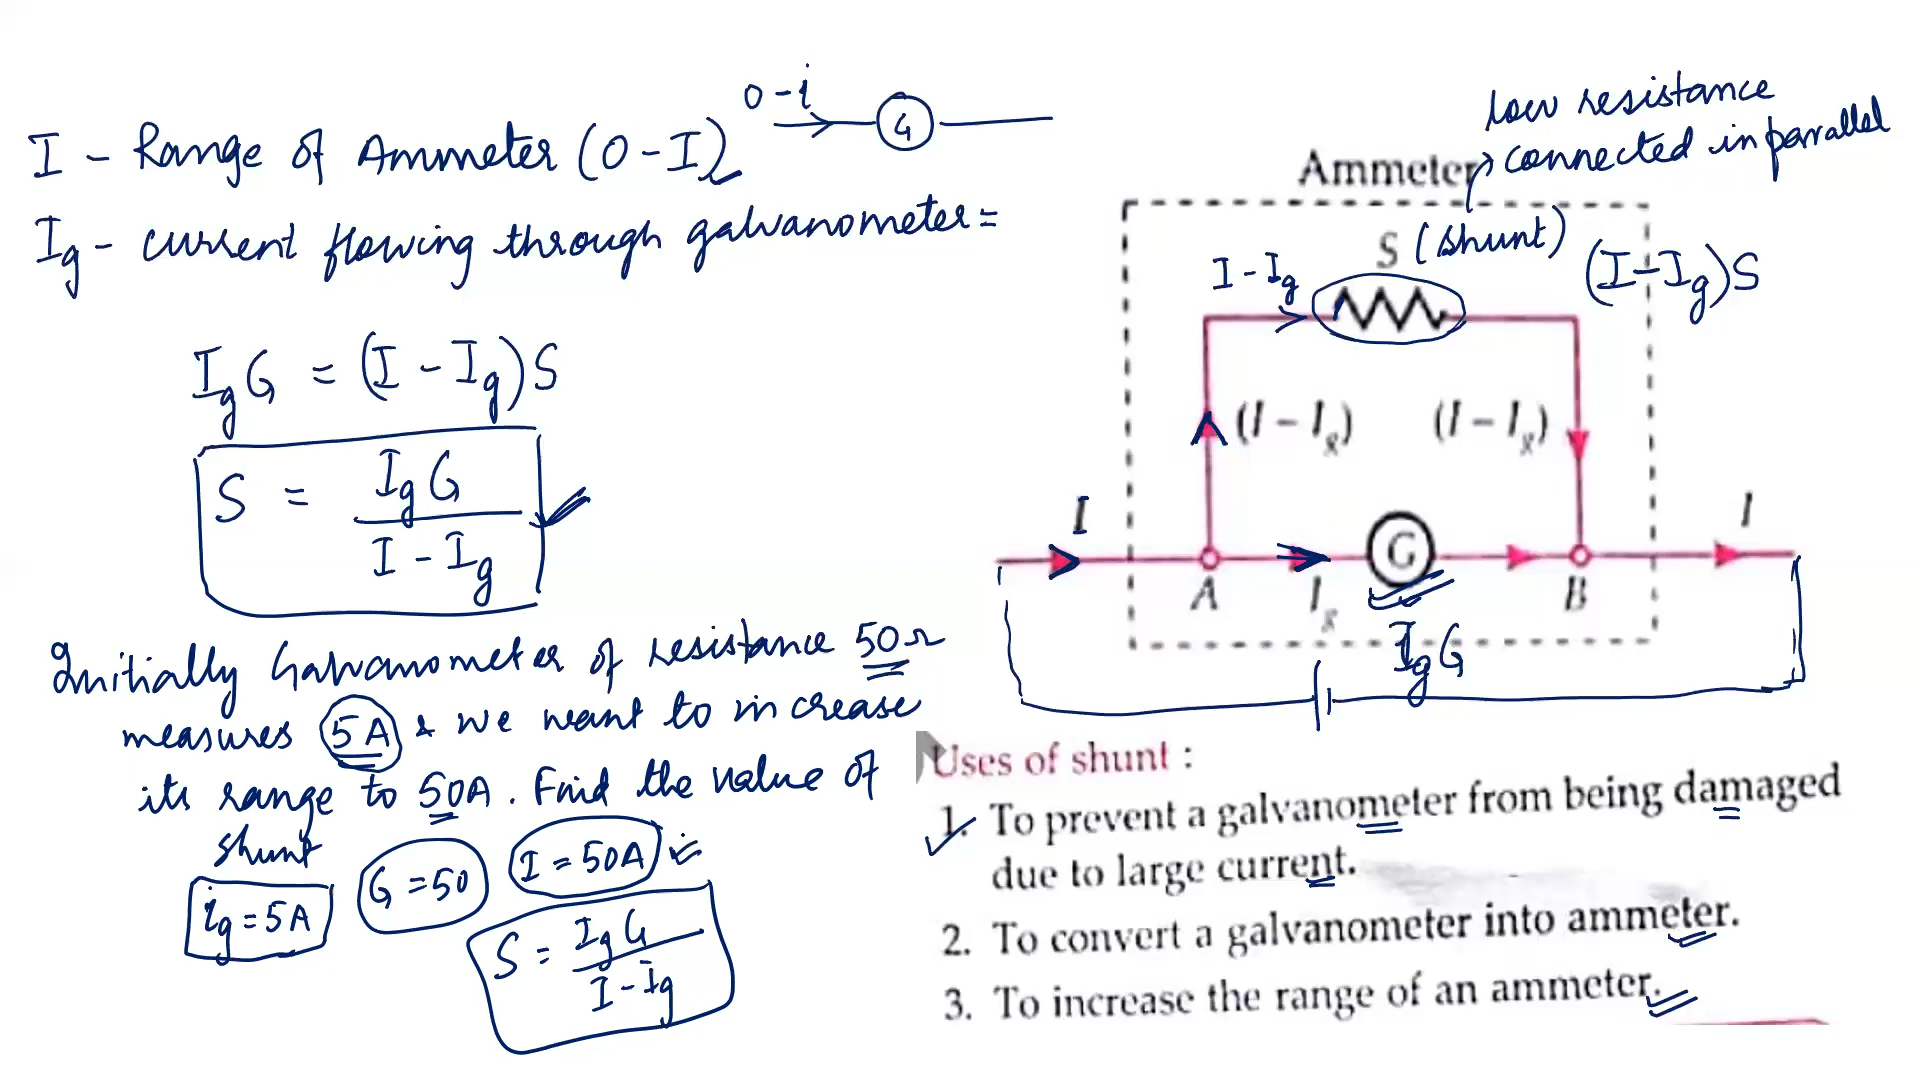 I - Range of Ammeter (0 - I)
0 - i
G
Ig - current flowing through galvanometer =
IgG = (I - Ig)S
S = IgG / I - Ig
Initially Galvanometer of resistance 50Ω
measures 5A & we want to increase
its range to 50A. Find the value of
shunt
ig = 5A
G = 50
I = 50A
S = IgG / I - Ig
low resistance
connected in parallel
Ammeter
S (shunt)
I - Ig
(I - Ig)S
(I - Ig) (I - Ig)
I
I
G
A
Ig
B
IgG
Uses of shunt :
1. To prevent a galvanometer from being damaged
due to large current.
2. To convert a galvanometer into ammeter.
3. To increase the range of an ammeter.